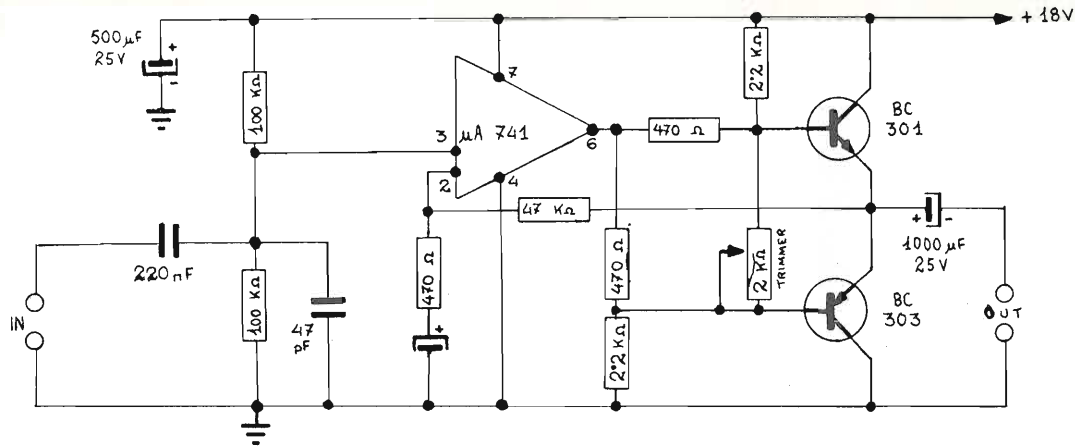 + 18V
500 µF
25V
+
-
100 KΩ
2'2 KΩ
7
BC
301
3
µA 741
470 Ω
6
2
4
47 KΩ
+
-
1000 µF
25V
220 nF
470 Ω
470 Ω
2 KΩ
TRIMMER
BC
303
IN
100 KΩ
47
pF
+
OUT
2'2 KΩ